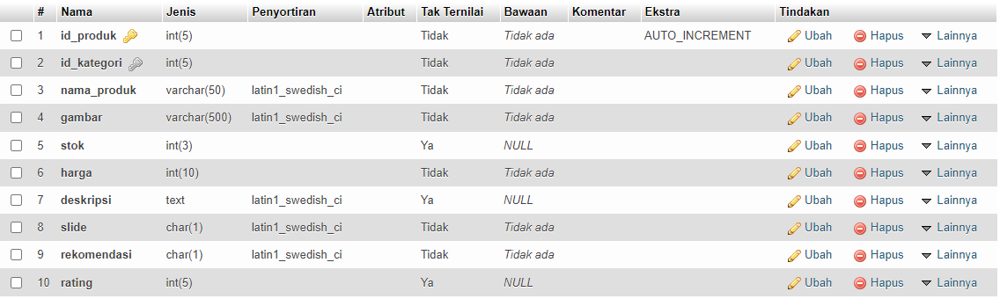 # Nama Jenis Penyortiran Atribut Tak Ternilai Bawaan Komentar Ekstra Tindakan
1 id_produk int(5) Tidak Tidak ada AUTO_INCREMENT Ubah Hapus Lainnya
2 id_kategori int(5) Tidak Tidak ada Ubah Hapus Lainnya
3 nama_produk varchar(50) latin1_swedish_ci Tidak Tidak ada Ubah Hapus Lainnya
4 gambar varchar(500) latin1_swedish_ci Tidak Tidak ada Ubah Hapus Lainnya
5 stok int(3) Ya NULL Ubah Hapus Lainnya
6 harga int(10) Tidak Tidak ada Ubah Hapus Lainnya
7 deskripsi text latin1_swedish_ci Ya NULL Ubah Hapus Lainnya
8 slide char(1) latin1_swedish_ci Tidak Tidak ada Ubah Hapus Lainnya
9 rekomendasi char(1) latin1_swedish_ci Tidak Tidak ada Ubah Hapus Lainnya
10 rating int(5) Ya NULL Ubah Hapus Lainnya